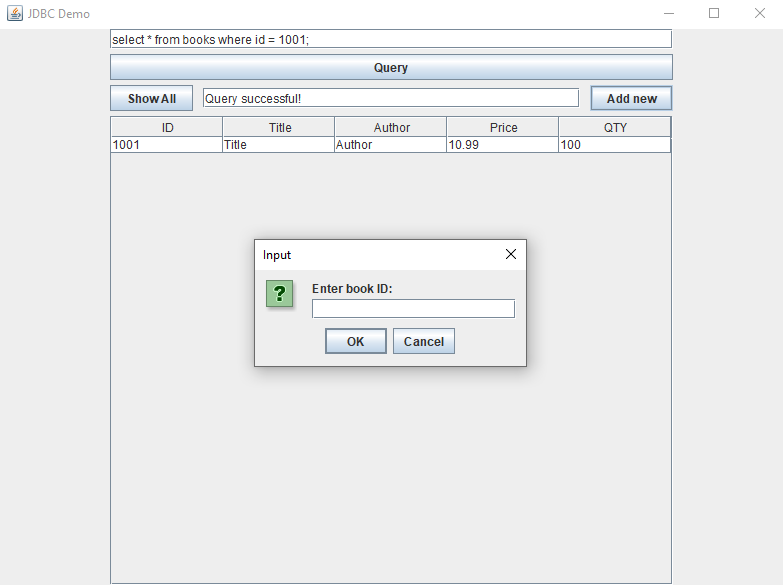 JDBC Demo
select * from books where id = 1001;
Query
Show All Query successful! Add new
ID Title Author Price QTY
1001 Title Author 10.99 100
Input
? Enter book ID:
OK Cancel